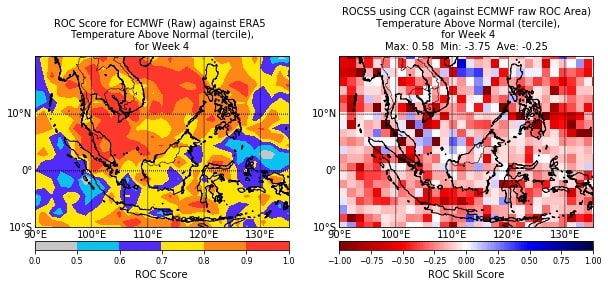 ROC Score for ECMWF (Raw) against ERA5
Temperature Above Normal (tercile),
for Week 4
10°N
0°
10°S
90°E 100°E 110°E 120°E 130°E
0.0 0.5 0.6 0.7 0.8 0.9 1.0
ROC Score
ROCSS using CCR (against ECMWF raw ROC Area)
Temperature Above Normal (tercile),
for Week 4
Max: 0.58 Min: -3.75 Ave: -0.25
10°N
0°
10°S
90°E 100°E 110°E 120°E 130°E
−1.00 −0.75 −0.50 −0.25 0.00 0.25 0.50 0.75 1.00
ROC Skill Score